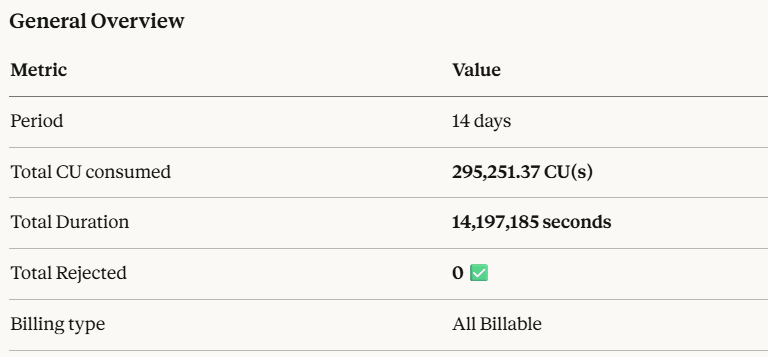 General Overview
Metric Value
Period 14 days
Total CU consumed 295,251.37 CU(s)
Total Duration 14,197,185 seconds
Total Rejected 0 ✅
Billing type All Billable